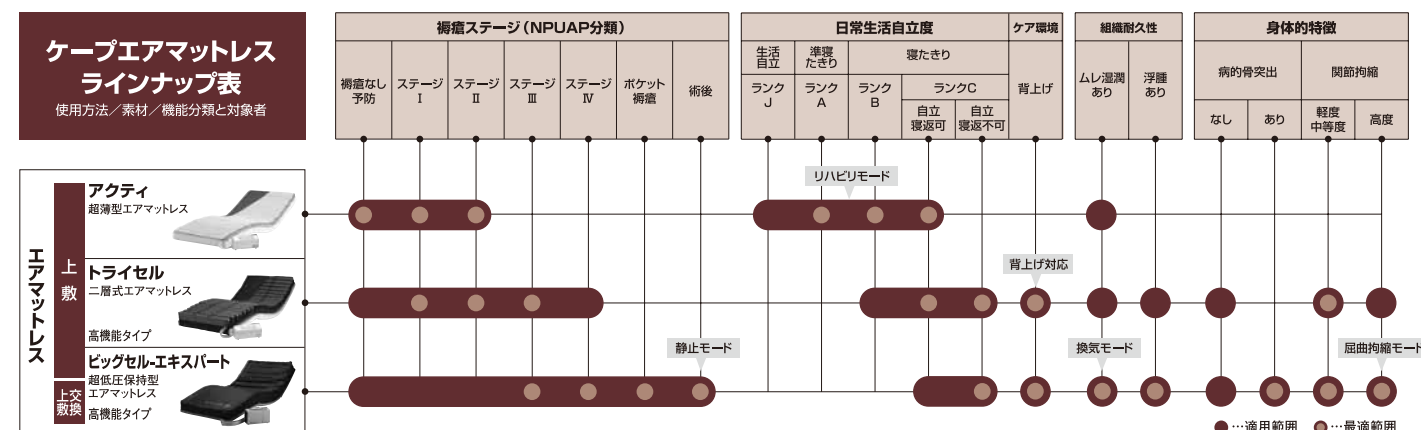 ケープエアマットレス
ラインナップ表
使用方法／素材／機能分類と対象者
褥瘡ステージ（NPUAP分類）
褥瘡なし
予防
ステージ
Ⅰ
ステージ
Ⅱ
ステージ
Ⅲ
ステージ
Ⅳ
ポケット
褥瘡
術後
日常生活自立度
生活
自立
準寝
たきり
寝たきり
ランク
J
ランク
A
ランク
B
ランクC
自立
寝返可
自立
寝返不可
ケア環境
背上げ
組織耐久性
ムレ湿潤
あり
浮腫
あり
身体的特徴
病的骨突出
関節拘縮
なし
あり
軽度
中等度
高度
エアマットレス
上敷
アクティ
超薄型エアマットレス
リハビリモード
トライセル
二層式エアマットレス
高機能タイプ
背上げ対応
交換
上敷
ビッグセル-エキスパート
超低圧保持型
エアマットレス
高機能タイプ
静止モード
換気モード
屈曲拘縮モード
●…適用範囲
…最適範囲